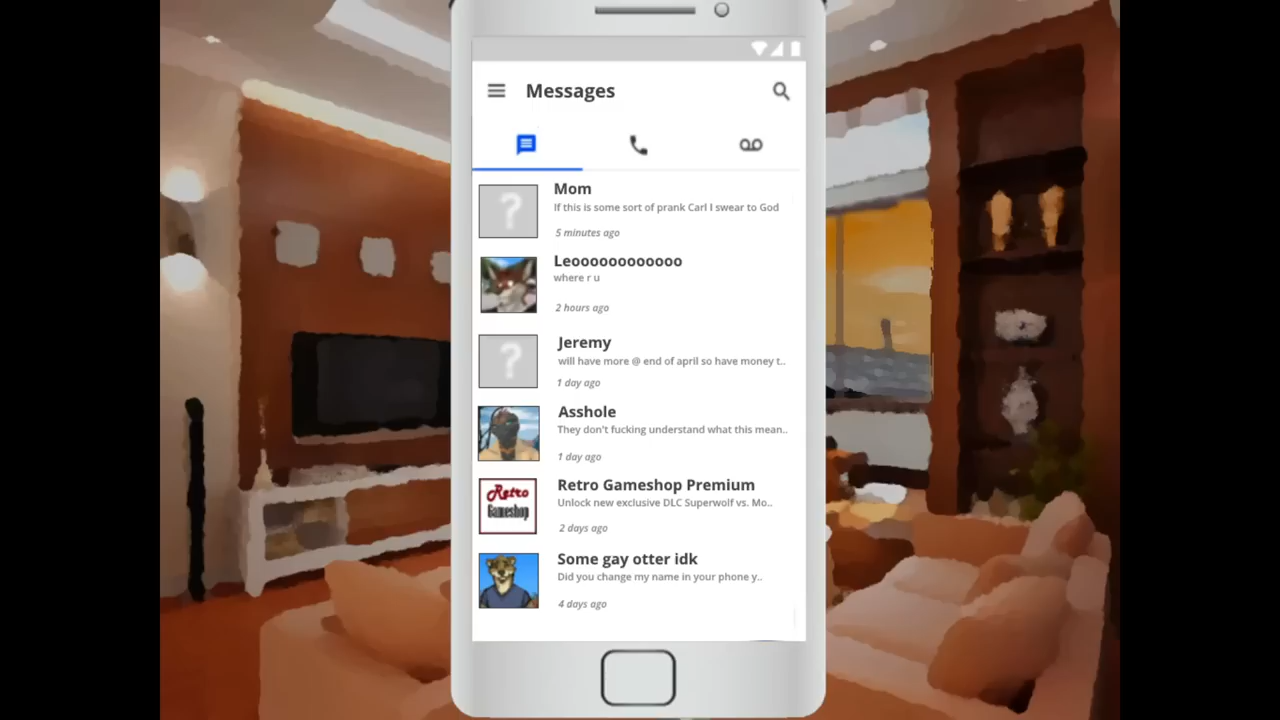 Messages
Mom
If this is some sort of prank Carl I swear to God
5 minutes ago
Leoooooooooooo
where r u
2 hours ago
Jeremy
will have more @ end of april so have money t..
1 day ago
Asshole
They don't fucking understand what this mean..
1 day ago
Retro
Gameshop
Retro Gameshop Premium
Unlock new exclusive DLC Superwolf vs. Mo..
2 days ago
Some gay otter idk
Did you change my name in your phone y..
4 days ago